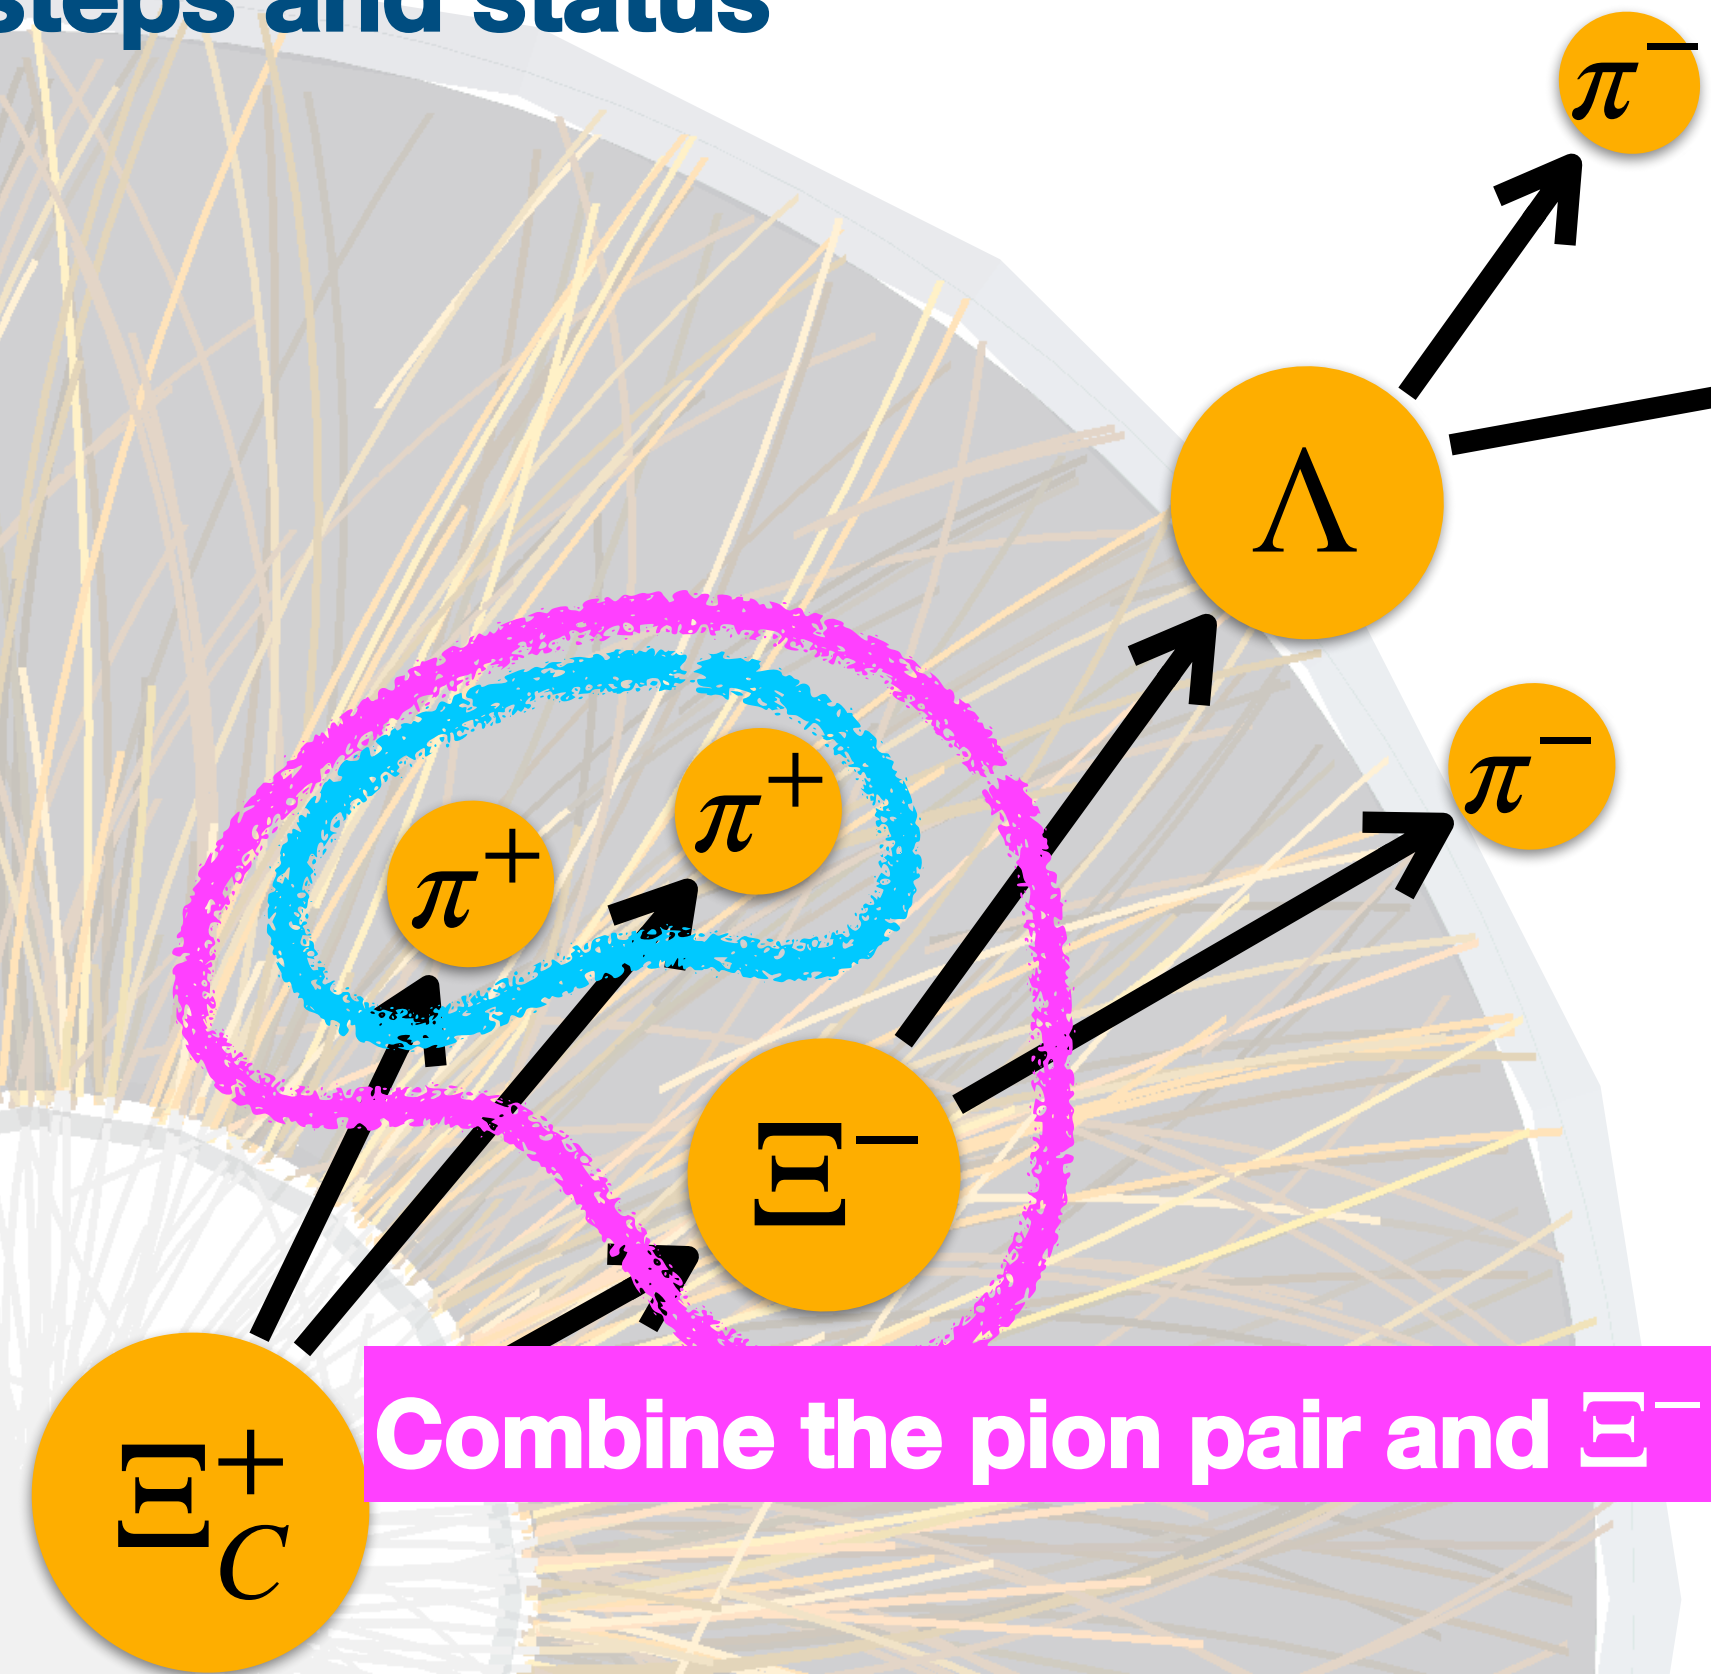 steps and status
π⁻
Λ
π⁻
π⁺
π⁺
Ξ⁻
Combine the pion pair and Ξ⁻
Ξ_C⁺